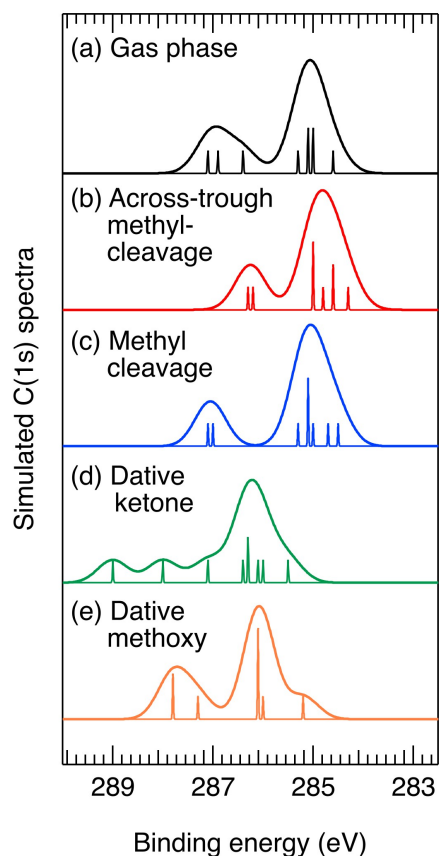 (a) Gas phase
(b) Across-trough
methyl-
cleavage
(c) Methyl
cleavage
(d) Dative
ketone
(e) Dative
methoxy
Simulated C(1s) spectra
289 287 285 283
Binding energy (eV)